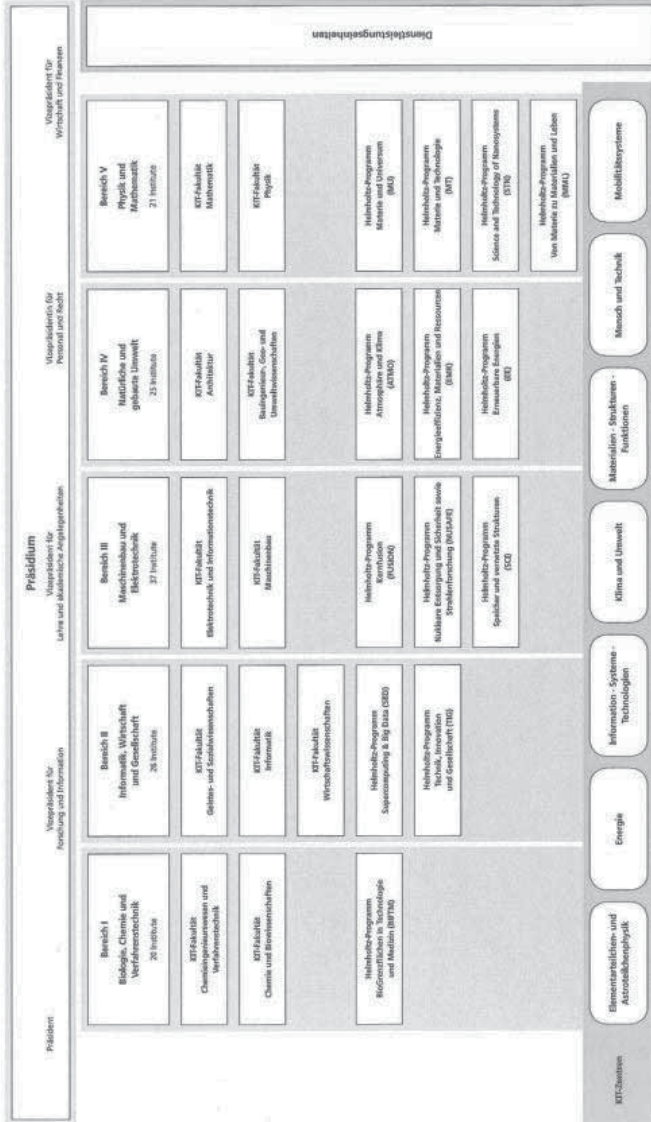 Präsidium
Präsident
Vizepräsident für
Forschung und Information
Vizepräsident für
Lehre und akademische Angelegenheiten
Vizepräsidentin für
Personal und Recht
Vizepräsident für
Wirtschaft und Finanzen
Bereich I
Biologie, Chemie und
Verfahrenstechnik
20 Institute
KIT-Fakultät
Chemieingenieurwesen und
Verfahrenstechnik
KIT-Fakultät
Chemie und Biowissenschaften
Helmholtz-Programm
BioGrenzflächen in Technologie
und Medizin (BIFTM)
Bereich II
Informatik, Wirtschaft
und Gesellschaft
26 Institute
KIT-Fakultät
Geistes- und Sozialwissenschaften
KIT-Fakultät
Informatik
KIT-Fakultät
Wirtschaftswissenschaften
Helmholtz-Programm
Supercomputing & Big Data (SBD)
Helmholtz-Programm
Technik, Innovation
und Gesellschaft (TIG)
Bereich III
Maschinenbau und
Elektrotechnik
37 Institute
KIT-Fakultät
Elektrotechnik und Informationstechnik
KIT-Fakultät
Maschinenbau
Helmholtz-Programm
Kernfusion
(FUSION)
Helmholtz-Programm
Nukleare Entsorgung und Sicherheit sowie
Strahlenforschung (NUSAFE)
Helmholtz-Programm
Speicher und vernetzte Strukturen
(SCI)
Bereich IV
Natürliche und
gebaute Umwelt
25 Institute
KIT-Fakultät
Architektur
KIT-Fakultät
Bauingenieur-, Geo- und
Umweltwissenschaften
Helmholtz-Programm
Atmosphäre und Klima
(ATMO)
Helmholtz-Programm
Energieeffizienz, Materialien und Ressourcen
(EMR)
Helmholtz-Programm
Erneuerbare Energien
(EE)
Bereich V
Physik und
Mathematik
21 Institute
KIT-Fakultät
Mathematik
KIT-Fakultät
Physik
Helmholtz-Programm
Materie und Universum
(MU)
Helmholtz-Programm
Materie und Technologie
(MT)
Helmholtz-Programm
Science and Technology of Nanosystems
(STN)
Helmholtz-Programm
Von Materie zu Materialien und Leben
(MML)
Dienstleistungseinheiten
KIT-Zentren
Elementarteilchen- und
Astroteilchenphysik
Energie
Information · Systeme ·
Technologien
Klima und Umwelt
Materialien · Strukturen ·
Funktionen
Mensch und Technik
Mobilitätssysteme